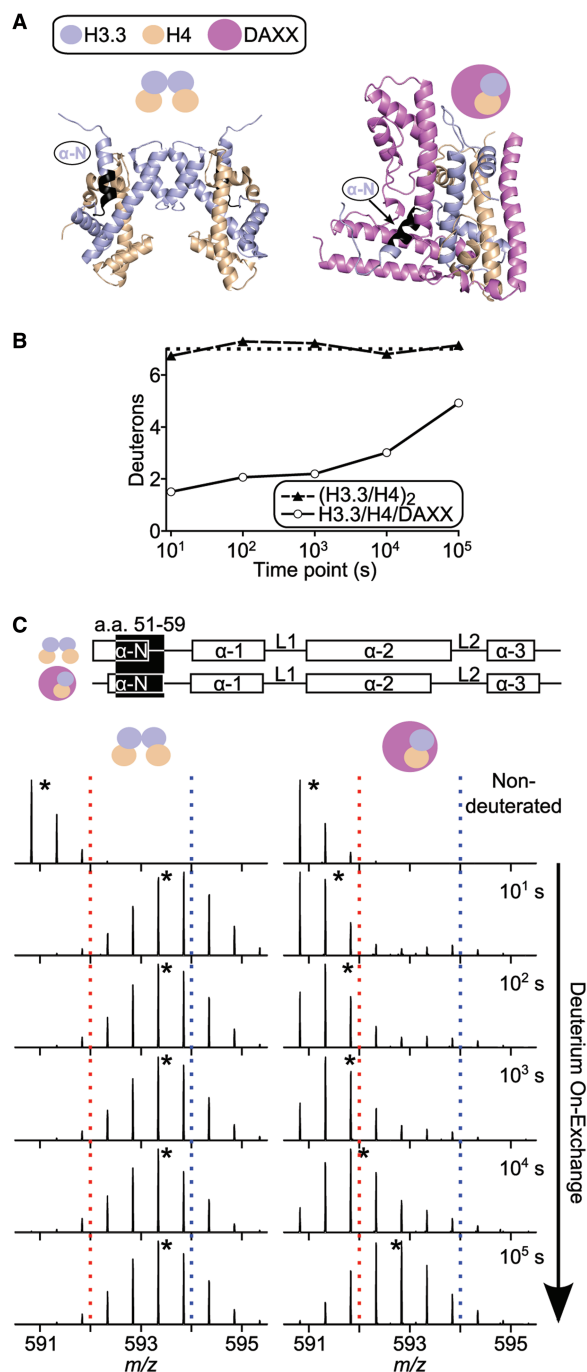 A
H3.3 H4 DAXX
α-N
α-N
B
Deuterons
6
4
2
0
(H3.3/H4)2
H3.3/H4/DAXX
10¹ 10² 10³ 10⁴ 10⁵
Time point (s)
C
a.a. 51-59
α-N α-1 L1 α-2 L2 α-3
α-N α-1 L1 α-2 L2 α-3
Non-
deuterated
* *
* * 10¹ s
* * 10² s
* * 10³ s
* * 10⁴ s
* * 10⁵ s
Deuterium On-Exchange
591 593 595 591 593 595
m/z m/z